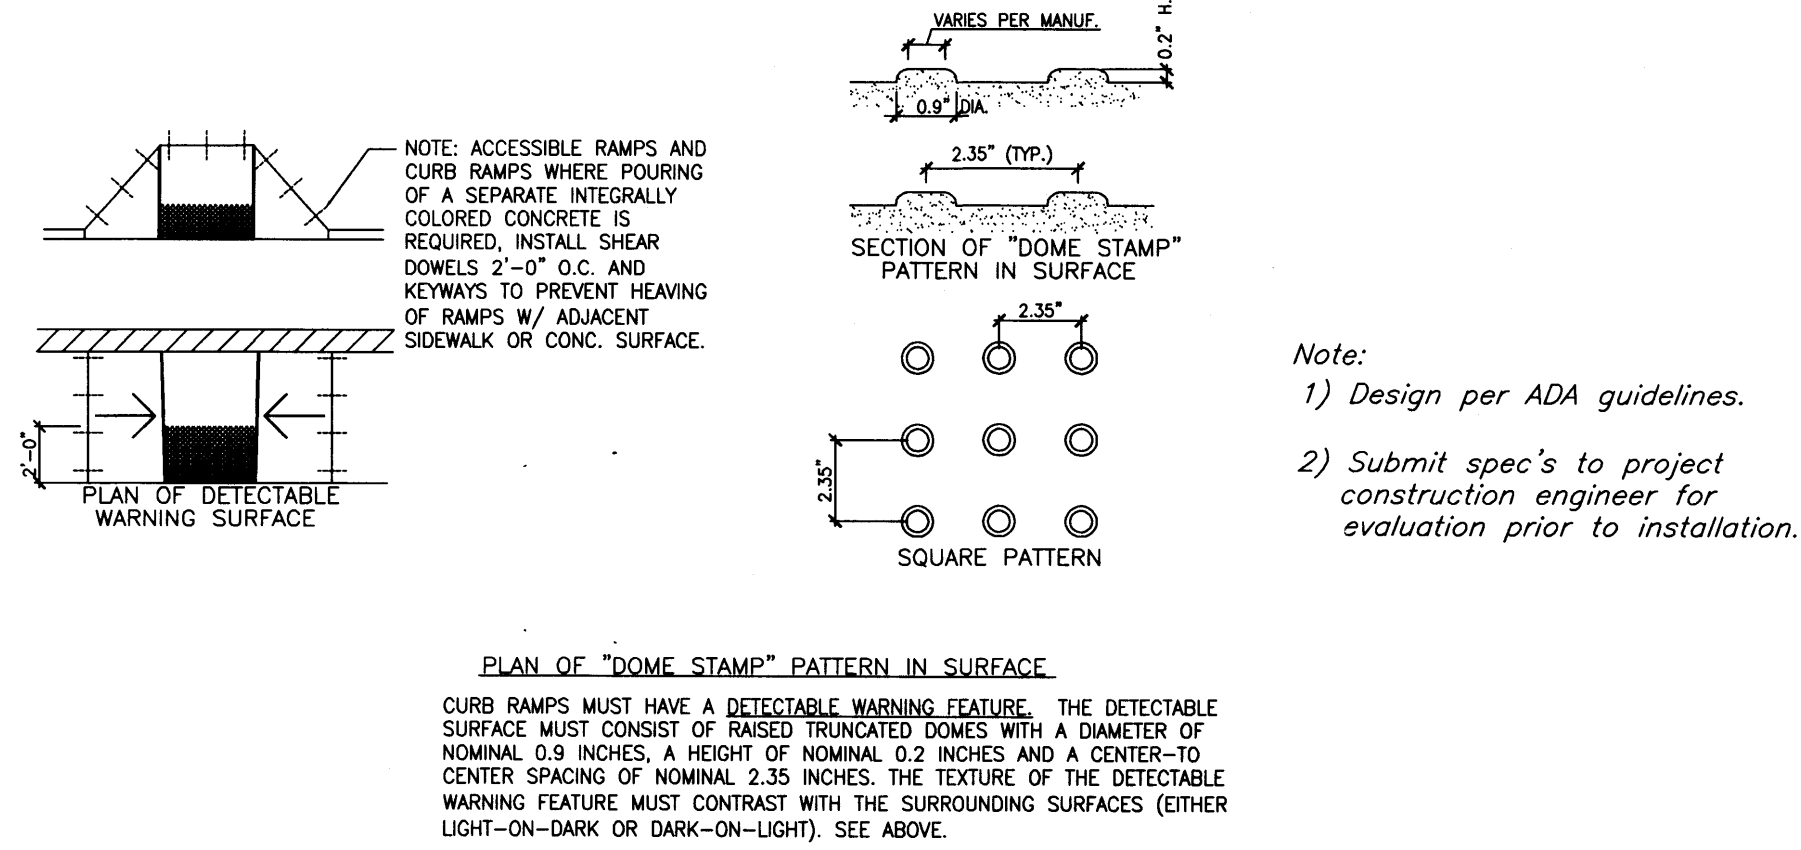 NOTE: ACCESSIBLE RAMPS AND
CURB RAMPS WHERE POURING
OF A SEPARATE INTEGRALLY
COLORED CONCRETE IS
REQUIRED, INSTALL SHEAR
DOWELS 2'-0" O.C. AND
KEYWAYS TO PREVENT HEAVING
OF RAMPS W/ ADJACENT
SIDEWALK OR CONC. SURFACE.
2'-0"
PLAN OF DETECTABLE
WARNING SURFACE
VARIES PER MANUF.
0.2" H.
0.9" DIA.
2.35" (TYP.)
SECTION OF "DOME STAMP"
PATTERN IN SURFACE
2.35"
2.35"
SQUARE PATTERN
Note:
1) Design per ADA guidelines.
2) Submit spec's to project
construction engineer for
evaluation prior to installation.
PLAN OF "DOME STAMP" PATTERN IN SURFACE
CURB RAMPS MUST HAVE A DETECTABLE WARNING FEATURE. THE DETECTABLE
SURFACE MUST CONSIST OF RAISED TRUNCATED DOMES WITH A DIAMETER OF
NOMINAL 0.9 INCHES, A HEIGHT OF NOMINAL 0.2 INCHES AND A CENTER-TO
CENTER SPACING OF NOMINAL 2.35 INCHES. THE TEXTURE OF THE DETECTABLE
WARNING FEATURE MUST CONTRAST WITH THE SURROUNDING SURFACES (EITHER
LIGHT-ON-DARK OR DARK-ON-LIGHT). SEE ABOVE.